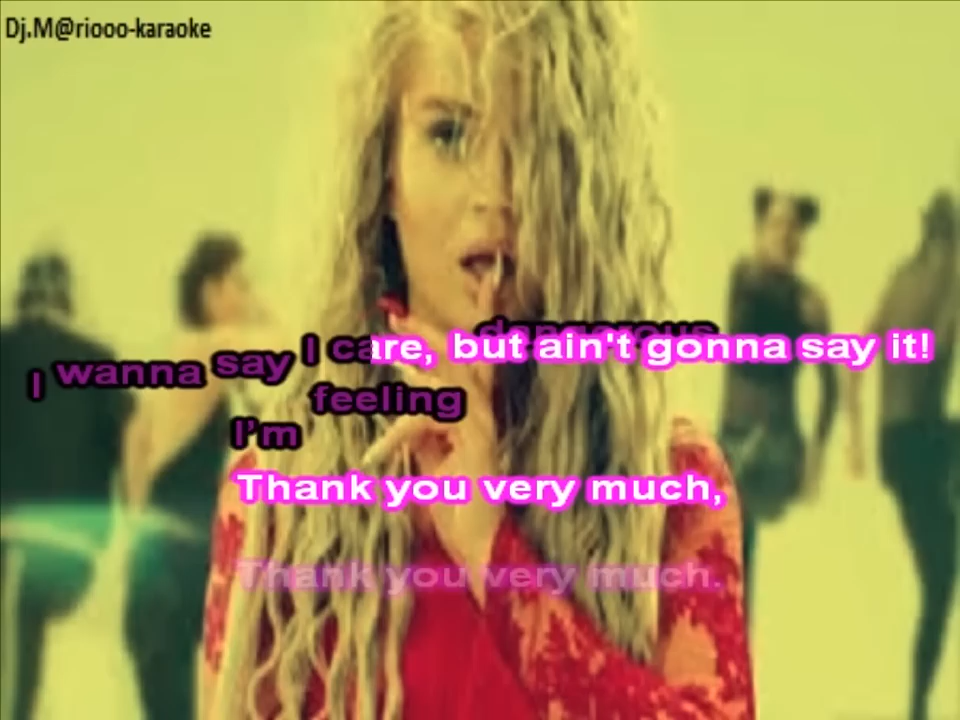 Dj.M@riooo-karaoke
dangerous
I wanna say I care, but ain't gonna say it!
feeling
I'm
Thank you very much,
Thank you very much.